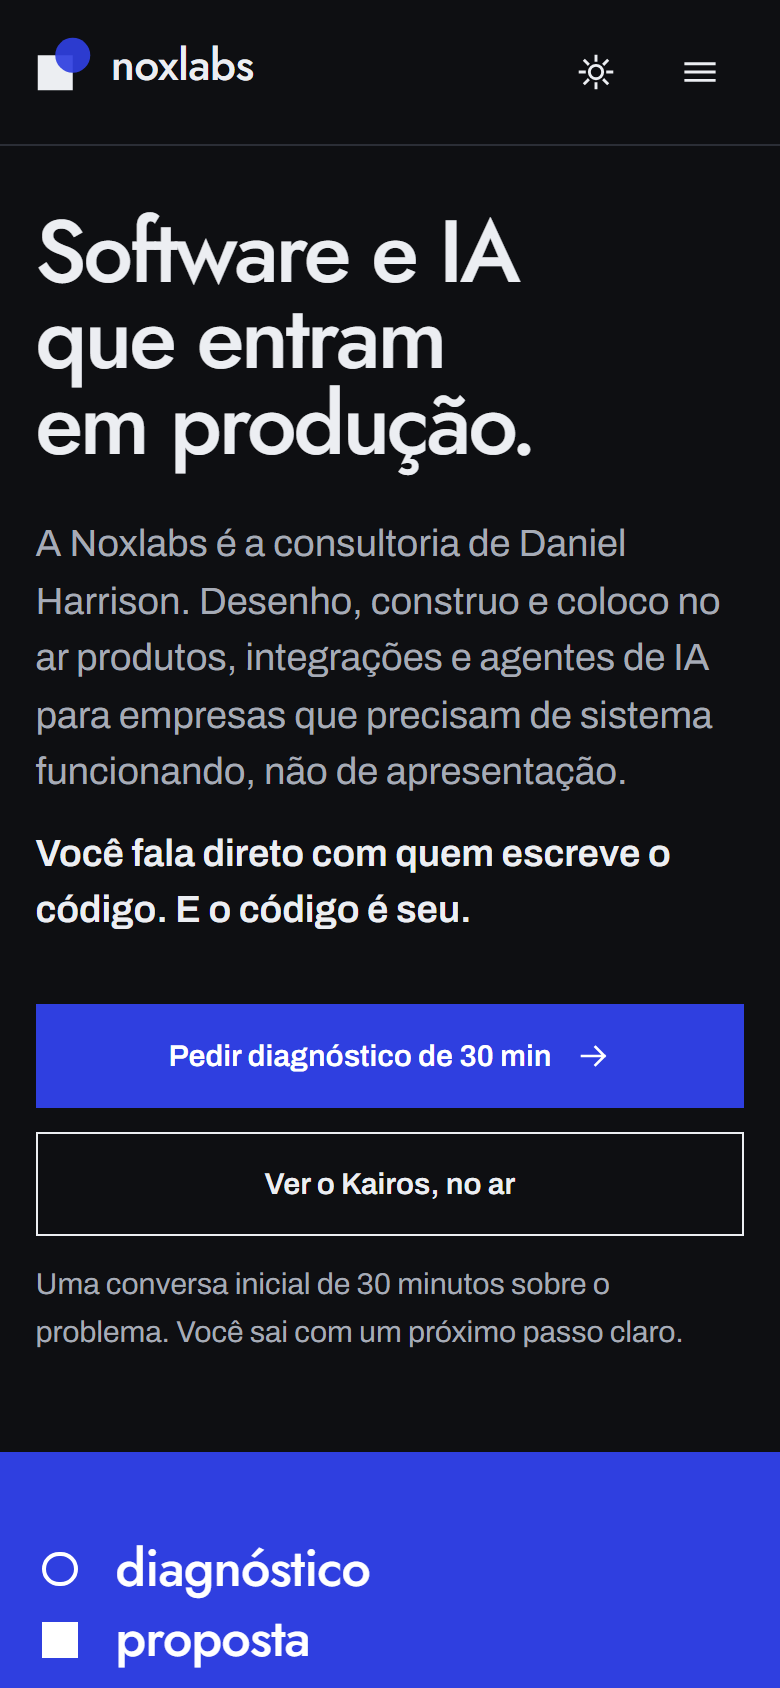 noxlabs
Software e IA
que entram
em produção.
A Noxlabs é a consultoria de Daniel
Harrison. Desenho, construo e coloco no
ar produtos, integrações e agentes de IA
para empresas que precisam de sistema
funcionando, não de apresentação.
Você fala direto com quem escreve o
código. E o código é seu.
Pedir diagnóstico de 30 min →
Ver o Kairos, no ar
Uma conversa inicial de 30 minutos sobre o
problema. Você sai com um próximo passo claro.
diagnóstico
proposta